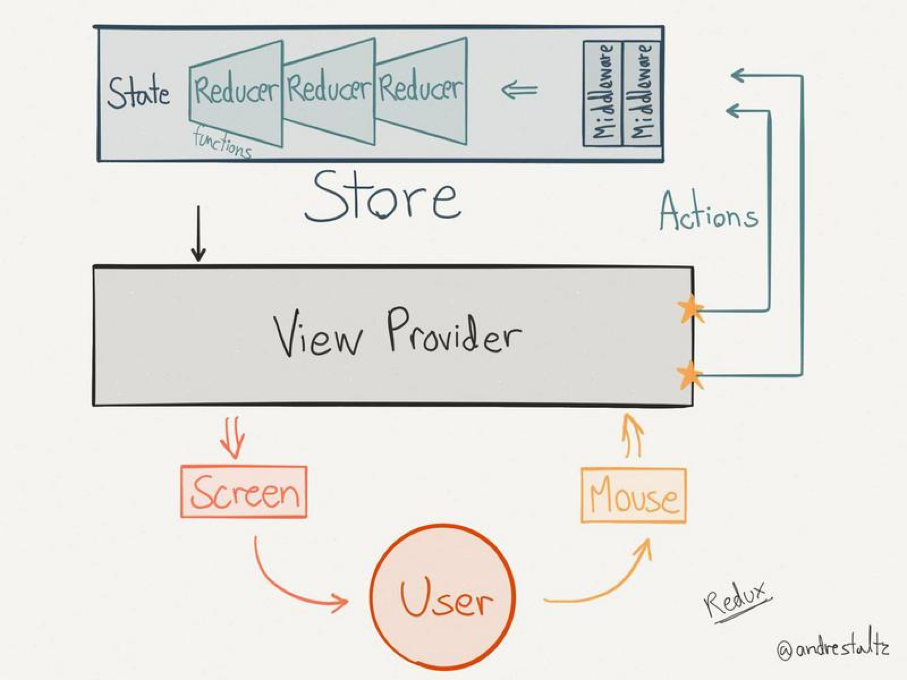 State
Reducer
Reducer
Reducer
functions
Middleware
Middleware
Store
Actions
View Provider
Screen
Mouse
User
Redux
@andrestaltz